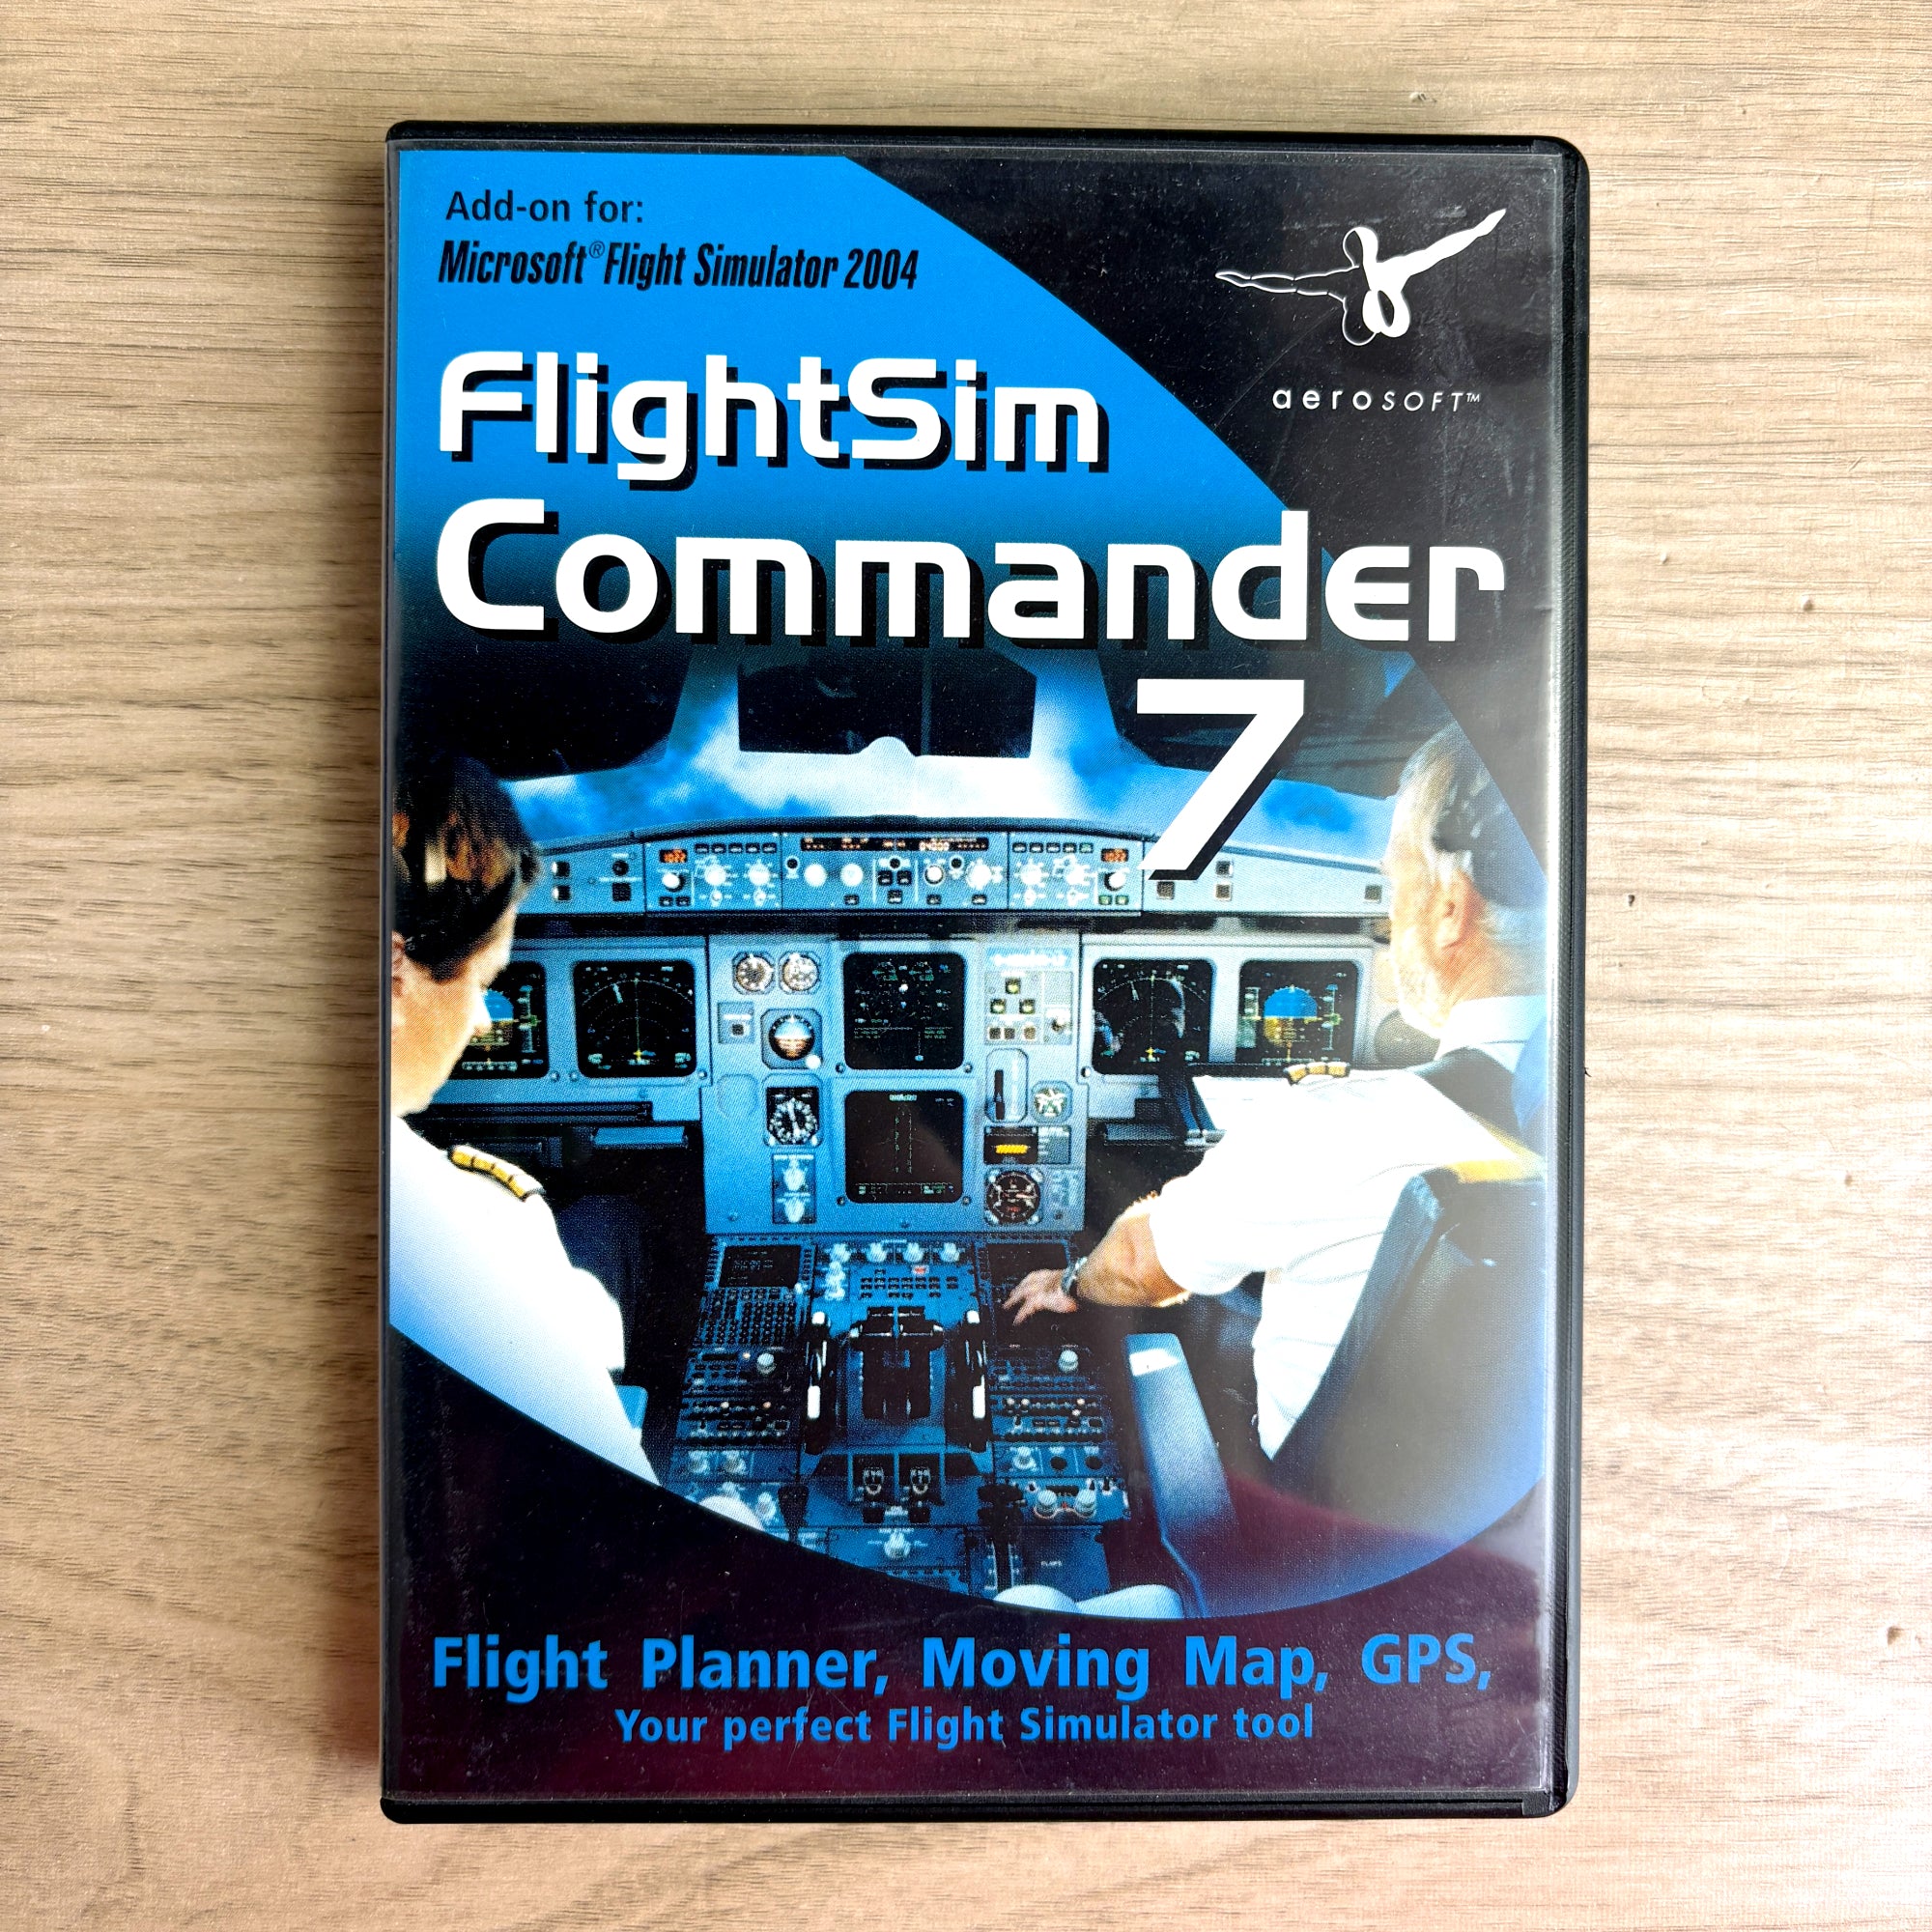 Add-on for:
Microsoft® Flight Simulator 2004
aerosoft™
FlightSim
Commander
7
Flight Planner, Moving Map, GPS,
Your perfect Flight Simulator tool